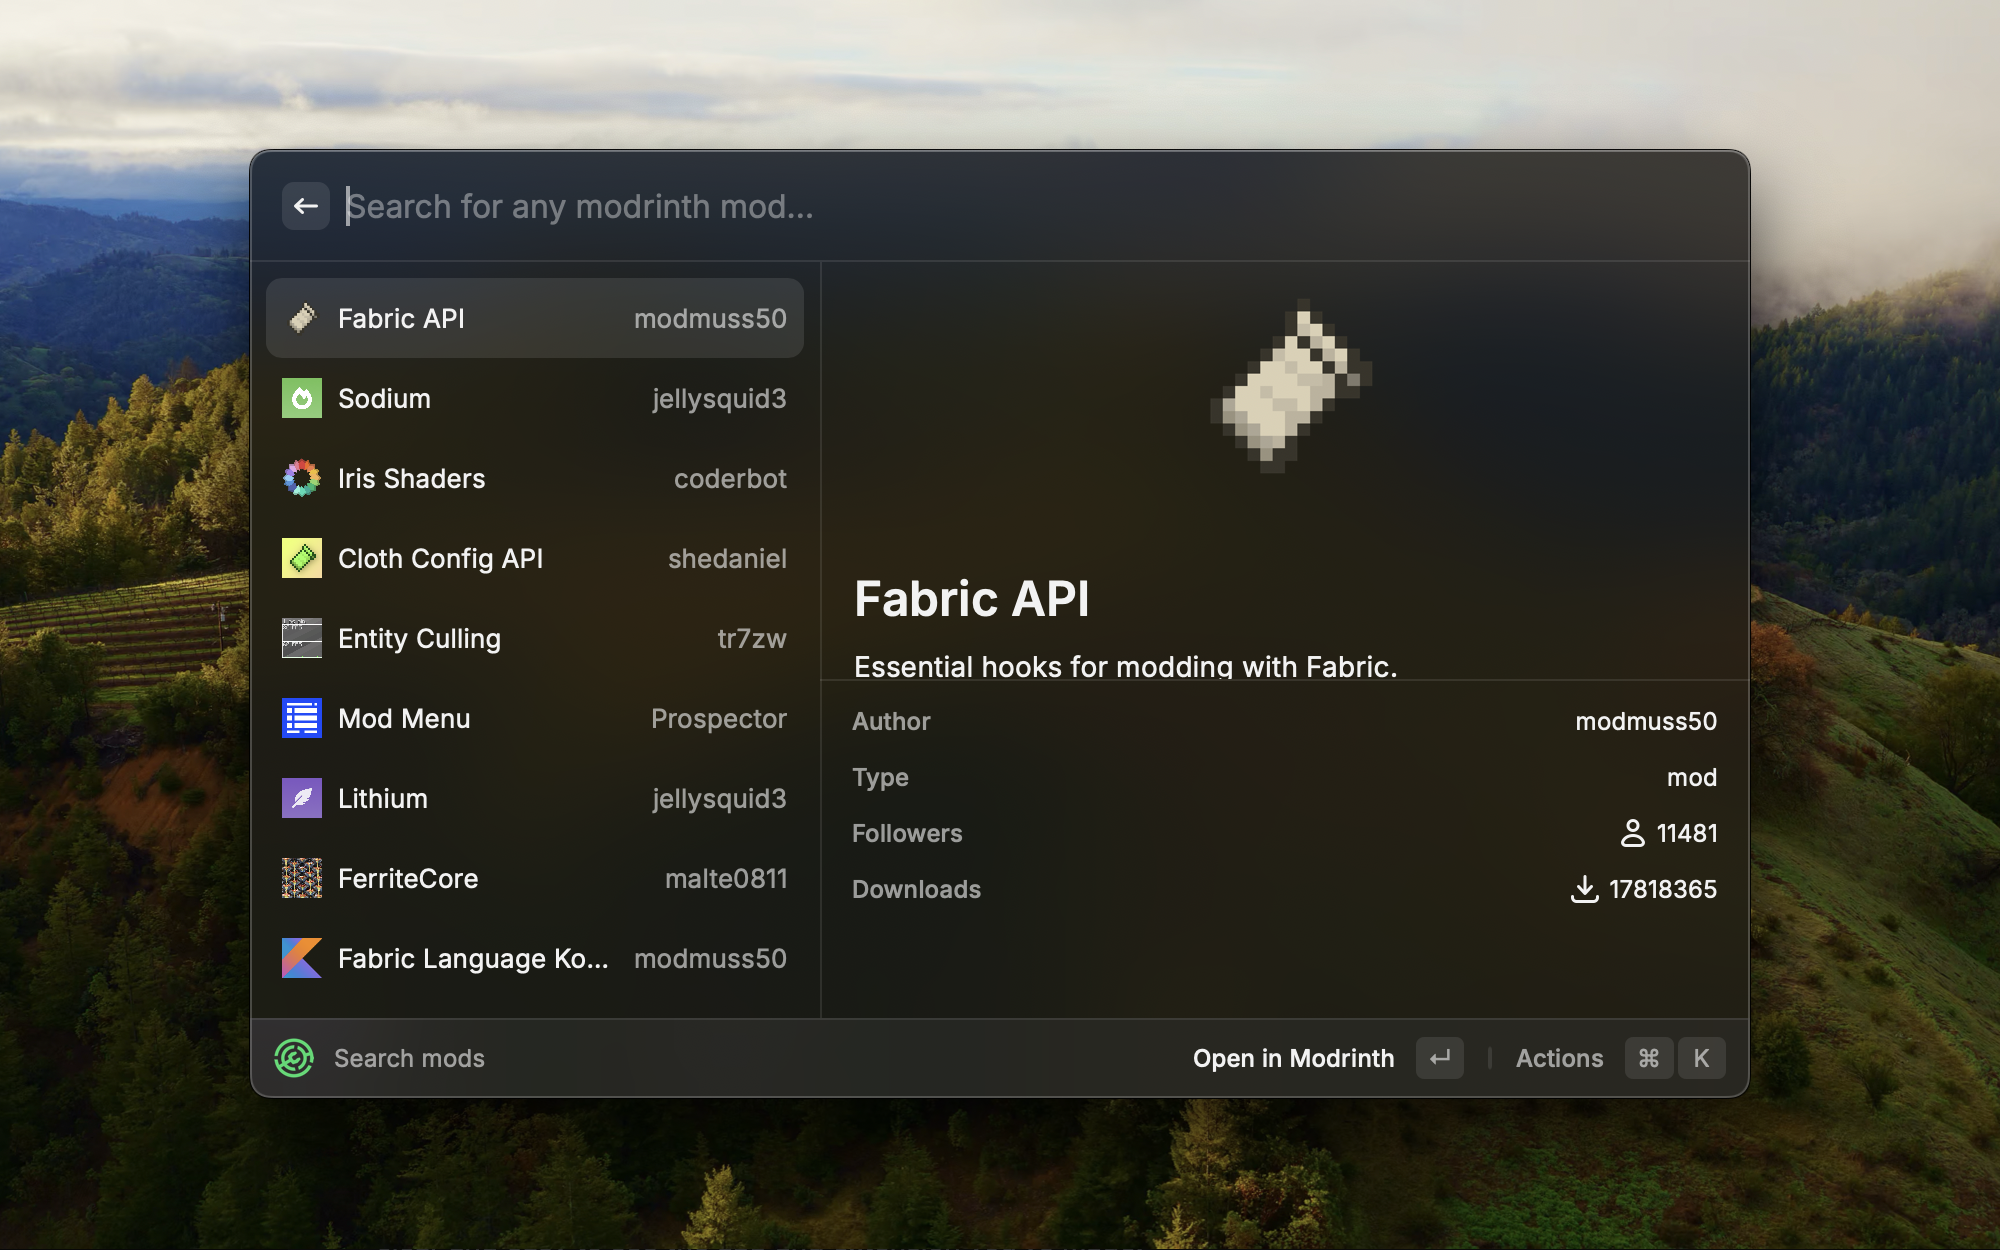 Search for any modrinth mod...
Fabric API modmuss50
Sodium jellysquid3
Iris Shaders coderbot
Cloth Config API shedaniel
Entity Culling tr7zw
Mod Menu Prospector
Lithium jellysquid3
FerriteCore malte0811
Fabric Language Ko... modmuss50
Fabric API
Essential hooks for modding with Fabric.
Author modmuss50
Type mod
Followers 11481
Downloads 17818365
Search mods
Open in Modrinth ↵ Actions ⌘ K